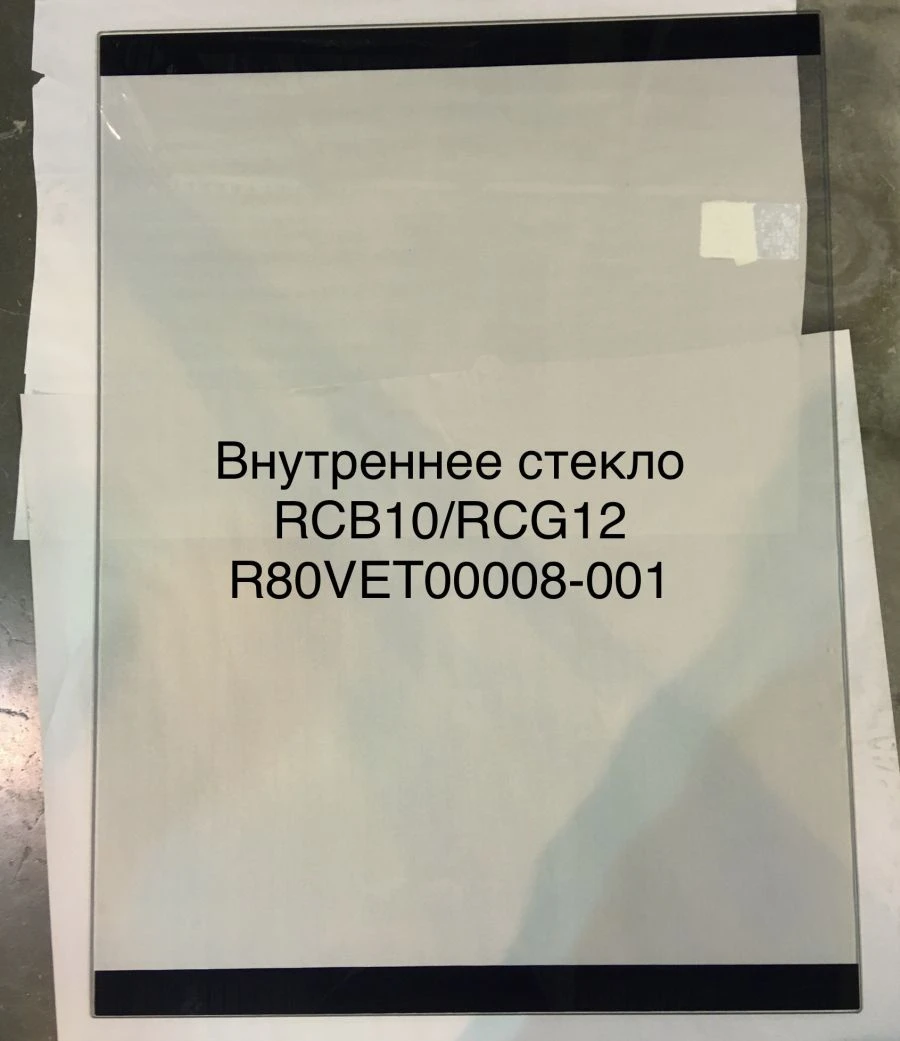 Внутреннее стекло
RCB10/RCG12
R80VET00008-001